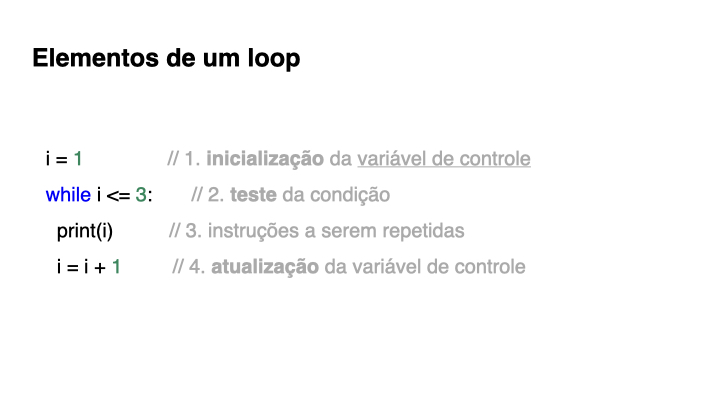 Elementos de um loop
i = 1 // 1. inicialização da variável de controle
while i <= 3: // 2. teste da condição
print(i) // 3. instruções a serem repetidas
i = i + 1 // 4. atualização da variável de controle